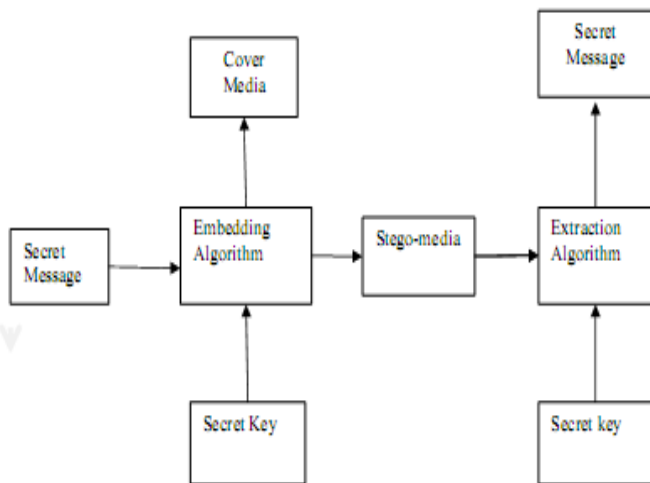 Cover
Media
Secret
Message
Secret
Message
Embedding
Algorithm
Stego-media
Extraction
Algorithm
Secret Key
Secret key